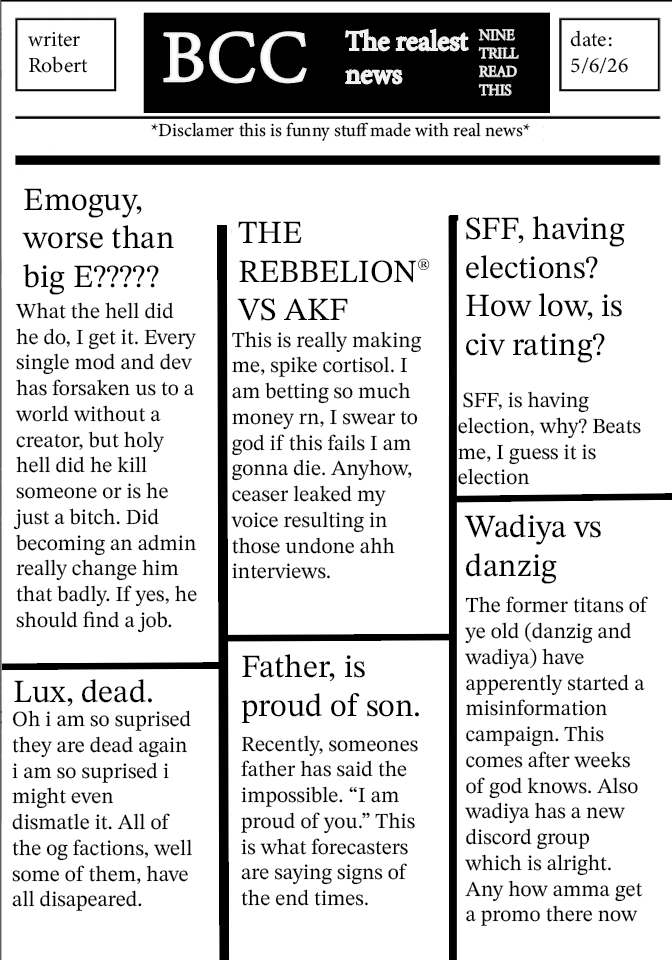 writer
Robert
BCC
The realest
news
NINE
TRILL
READ
THIS
date:
5/6/26
*Disclamer this is funny stuff made with real news*
Emoguy,
worse than
big E?????
What the hell did
he do, I get it. Every
single mod and dev
has forsaken us to a
world without a
creator, but holy
hell did he kill
someone or is he
just a bitch. Did
becoming an admin
really change him
that badly. If yes, he
should find a job.
Lux, dead.
Oh i am so suprised
they are dead again
i am so suprised i
might even
dismatle it. All of
the og factions, well
some of them, have
all disapeared.
THE
REBBELION®
VS AKF
This is really making
me, spike cortisol. I
am betting so much
money rn, I swear to
god if this fails I am
gonna die. Anyhow,
ceaser leaked my
voice resulting in
those undone ahh
interviews.
Father, is
proud of son.
Recently, someones
father has said the
impossible. “I am
proud of you.” This
is what forecasters
are saying signs of
the end times.
SFF, having
elections?
How low, is
civ rating?
SFF, is having
election, why? Beats
me, I guess it is
election
Wadiya vs
danzig
The former titans of
ye old (danzig and
wadiya) have
apperently started a
misinformation
campaign. This
comes after weeks
of god knows. Also
wadiya has a new
discord group
which is alright.
Any how amma get
a promo there now